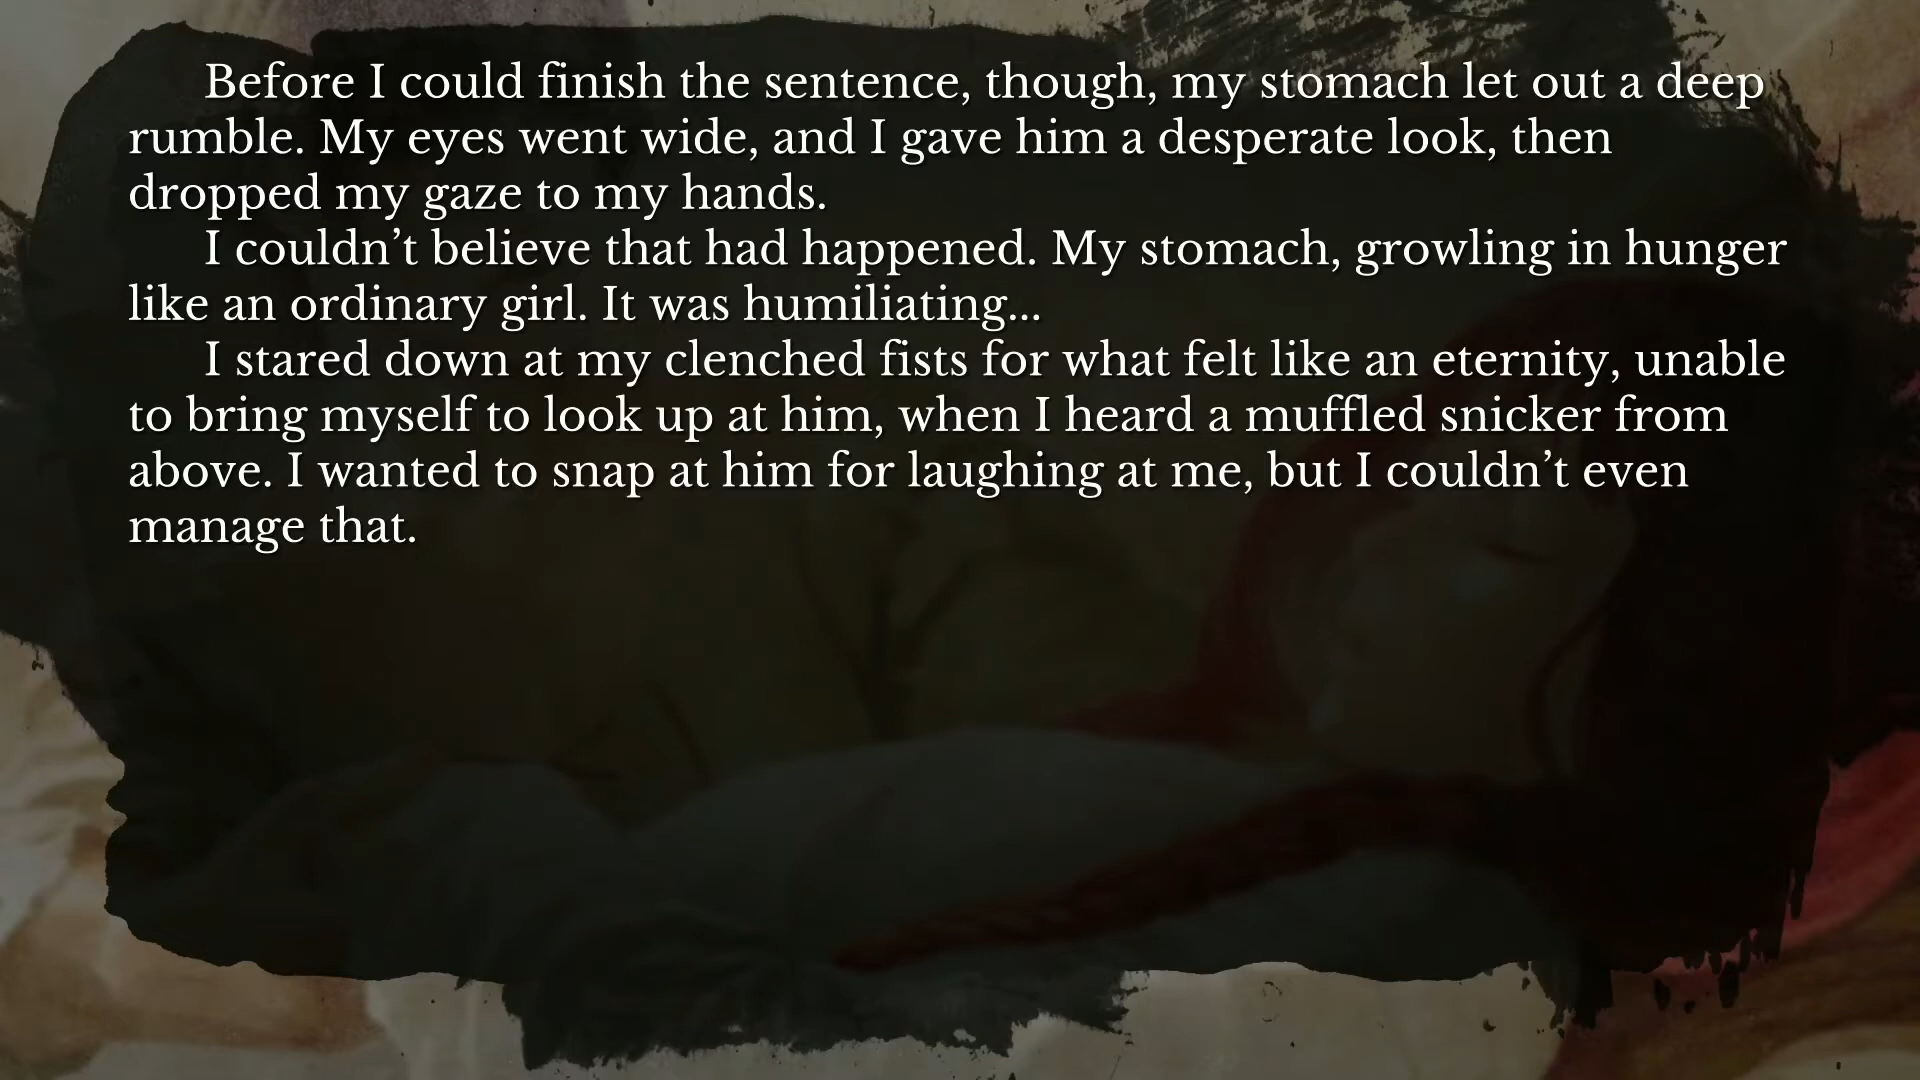 Before I could finish the sentence, though, my stomach let out a deep
rumble. My eyes went wide, and I gave him a desperate look, then
dropped my gaze to my hands.
I couldn’t believe that had happened. My stomach, growling in hunger
like an ordinary girl. It was humiliating...
I stared down at my clenched fists for what felt like an eternity, unable
to bring myself to look up at him, when I heard a muffled snicker from
above. I wanted to snap at him for laughing at me, but I couldn’t even
manage that.